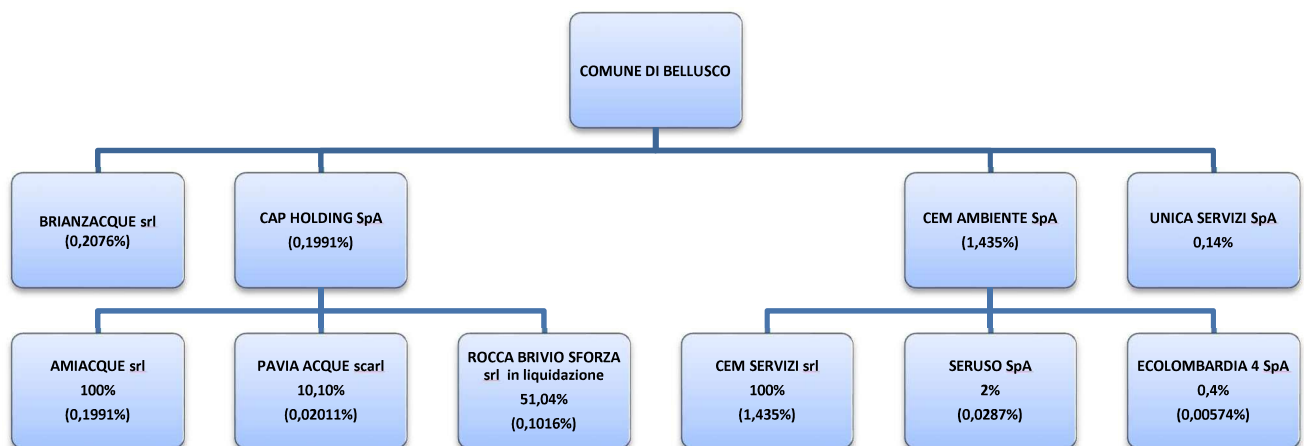 COMUNE DI BELLUSCO
BRIANZACQUE srl
(0,2076%)
CAP HOLDING SpA
(0,1991%)
CEM AMBIENTE SpA
(1,435%)
UNICA SERVIZI SpA
0,14%
AMIACQUE srl
100%
(0,1991%)
PAVIA ACQUE scarl
10,10%
(0,02011%)
ROCCA BRIVIO SFORZA
srl in liquidazione
51,04%
(0,1016%)
CEM SERVIZI srl
100%
(1,435%)
SERUSO SpA
2%
(0,0287%)
ECOLOMBARDIA 4 SpA
0,4%
(0,00574%)